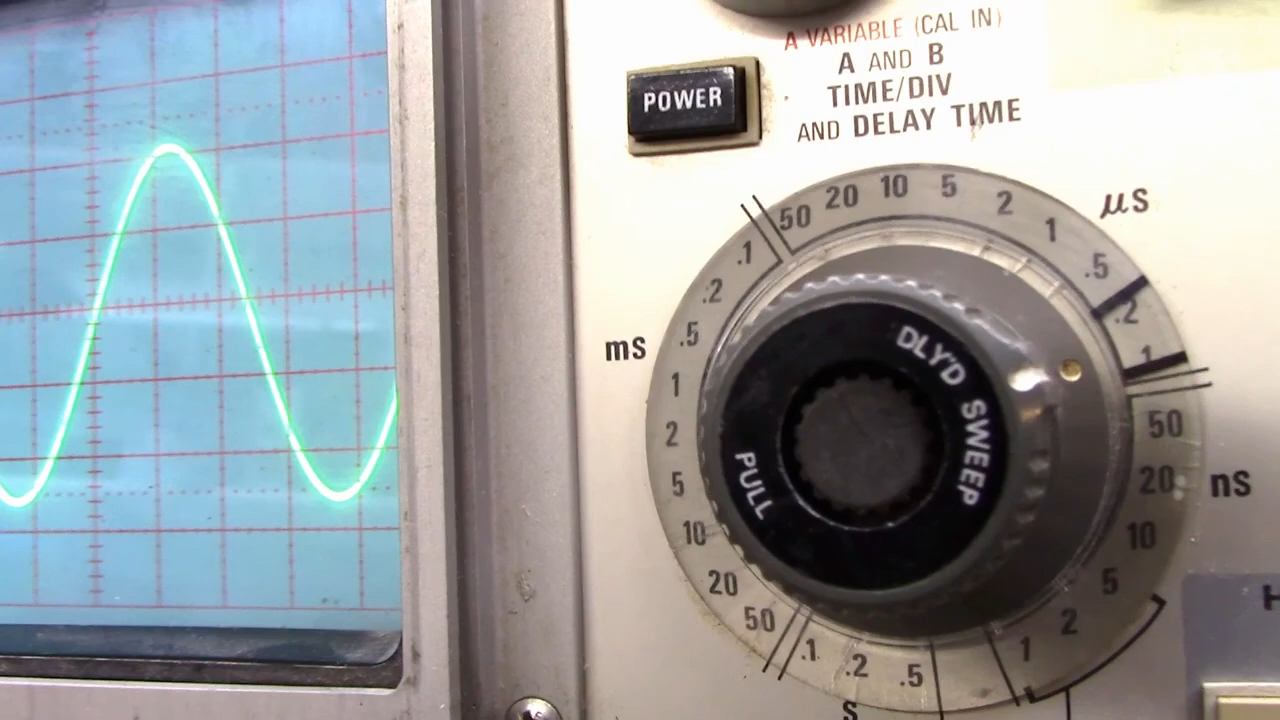 A VARIABLE (CAL IN)
A AND B
TIME/DIV
AND DELAY TIME
POWER
µS
.1 50 20 10 5 2 1 .5 .2 .1
.2
.5
mS
1
2
5
10
20
50
.1 .2 .5
S
50
20
nS
10
5
2
1
DLY'D SWEEP
PULL